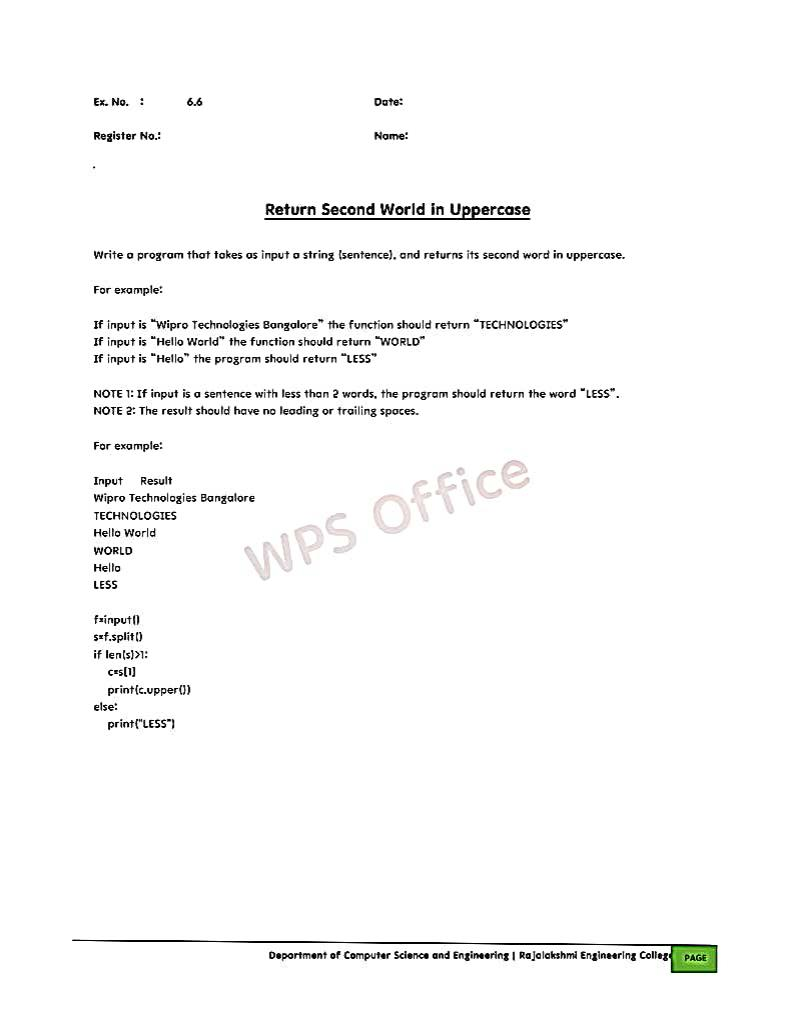 Ex. No. : 6.6 Date:
Register No.: Name:
.
Return Second World in Uppercase
Write a program that takes as input a string (sentence), and returns its second word in uppercase.
For example:
If input is “Wipro Technologies Bangalore” the function should return “TECHNOLOGIES”
If input is “Hello World” the function should return “WORLD”
If input is “Hello” the program should return “LESS”
NOTE 1: If input is a sentence with less than 2 words, the program should return the word “LESS”.
NOTE 2: The result should have no leading or trailing spaces.
For example:
Input Result
Wipro Technologies Bangalore
TECHNOLOGIES
Hello World
WORLD
Hello
LESS
WPS Office
f=input()
s=f.split()
if len(s)>1:
c=s[1]
print(c.upper())
else:
print("LESS")
Department of Computer Science and Engineering | Rajalakshmi Engineering College PAGE